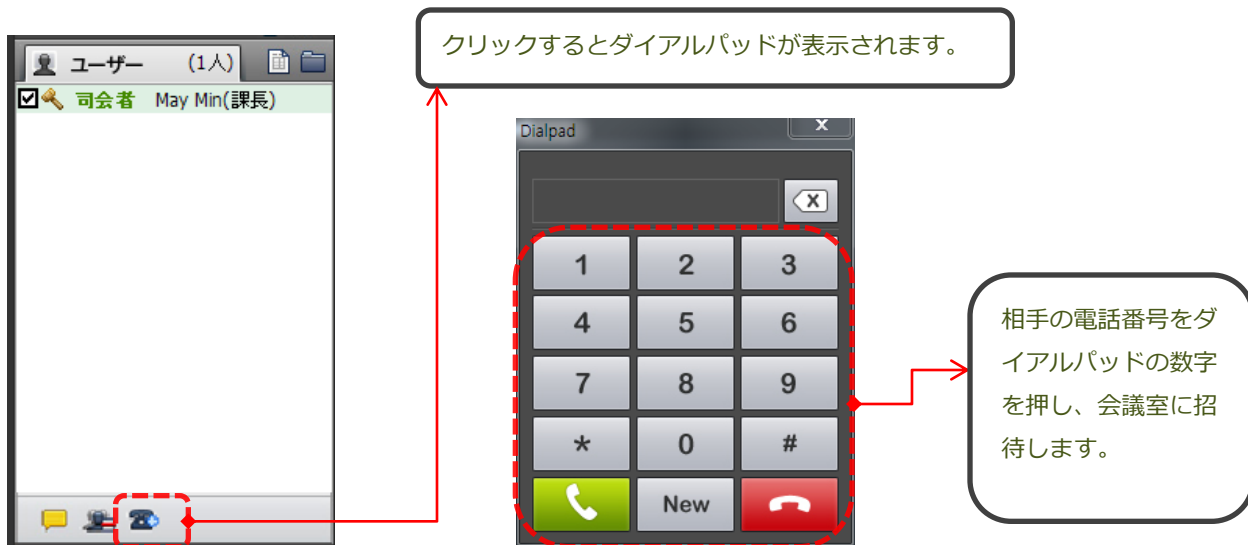 クリックするとダイアルパッドが表示されます。
ユーザー (1人)
司会者 May Min(課長)
Dialpad
X
X
1 2 3
4 5 6
7 8 9
* 0 #
New
相手の電話番号をダ
イアルパッドの数字
を押し、会議室に招
待します。